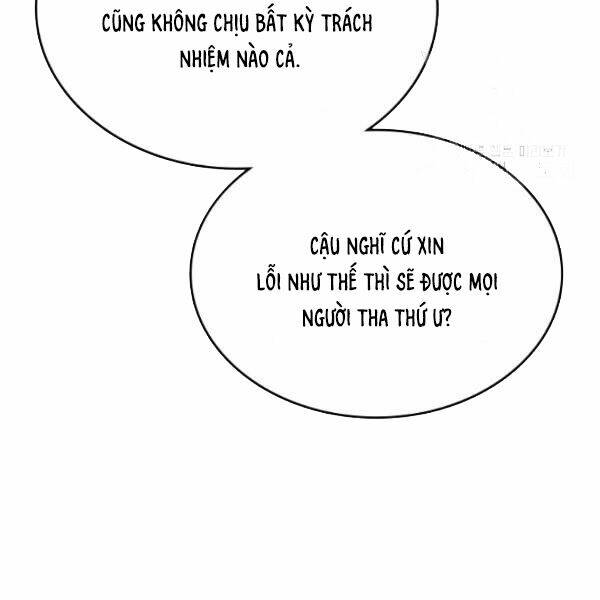 CŨNG KHÔNG CHỊU BẤT KỲ TRÁCH
NHIỆM NÀO CẢ.
CẬU NGHĨ CỨ XIN
LỖI NHƯ THẾ THÌ SẼ ĐƯỢC MỌI
NGƯỜI THA THỨ Ư?